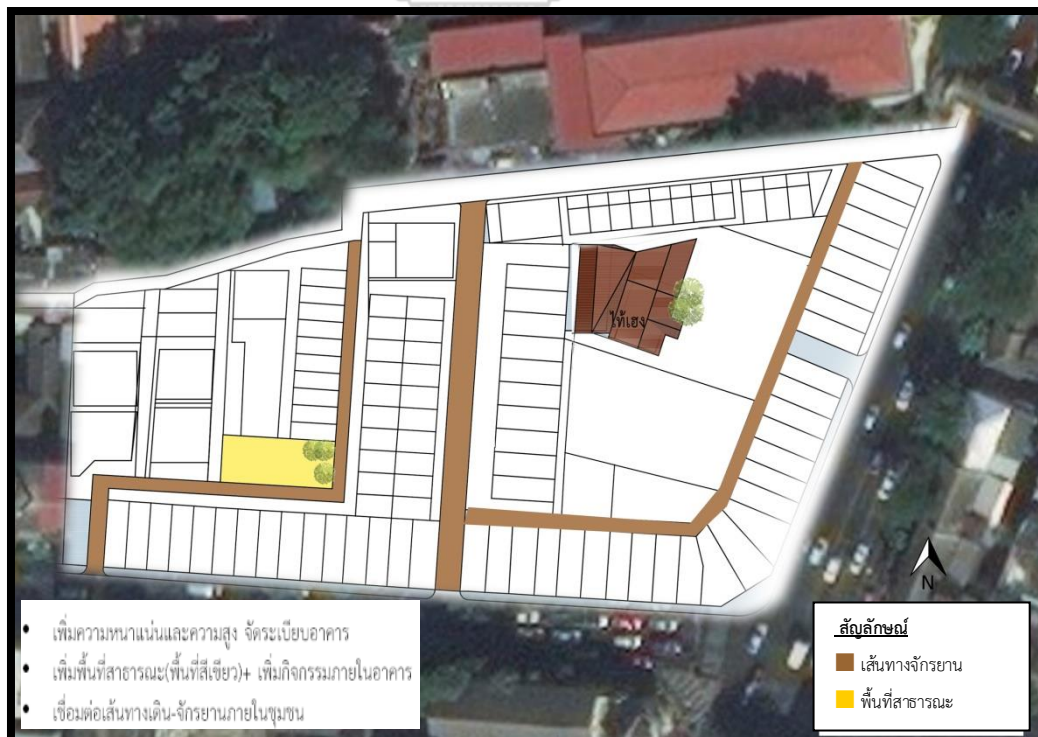 ไท้เฮง
N
• เพิ่มความหนาแน่นและความสูง จัดระเบียบอาคาร
• เพิ่มพื้นที่สาธารณะ(พื้นที่สีเขียว)+ เพิ่มกิจกรรมภายในอาคาร
• เชื่อมต่อเส้นทางเดิน-จักรยานภายในชุมชน
สัญลักษณ์
เส้นทางจักรยาน
พื้นที่สาธารณะ